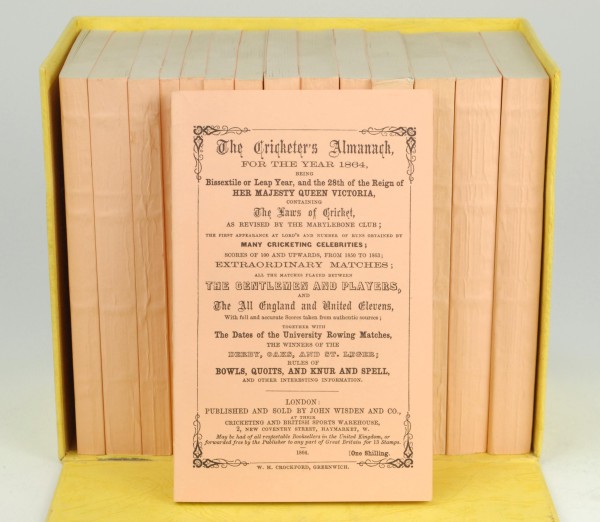 The Cricketer's Almanach,
FOR THE YEAR 1864,
BEING
Bissextile or Leap Year, and the 28th of the Reign of
HER MAJESTY QUEEN VICTORIA,
CONTAINING
The Laws of Cricket,
AS REVISED BY THE MARYLEBONE CLUB;
THE FIRST APPEARANCE AT LORD'S AND NUMBER OF RUNS OBTAINED BY
MANY CRICKETING CELEBRITIES;
SCORES OF 100 AND UPWARDS, FROM 1850 TO 1863;
EXTRAORDINARY MATCHES;
ALL THE MATCHES PLAYED BETWEEN
THE GENTLEMEN AND PLAYERS,
AND
The All England and United Elevens,
With full and accurate Scores taken from authentic sources;
TOGETHER WITH
The Dates of the University Rowing Matches,
THE WINNERS OF THE
DERBY, OAKS, AND ST. LEGER;
RULES OF
BOWLS, QUOITS, AND KNUR AND SPELL,
AND OTHER INTERESTING INFORMATION.
LONDON:
PUBLISHED AND SOLD BY JOHN WISDEN AND CO.,
AT THEIR
CRICKETING AND BRITISH SPORTS WAREHOUSE,
2, NEW COVENTRY STREET, HAYMARKET, W.
May be had of all respectable Booksellers in the United Kingdom, or
forwarded free by the Publisher to any part of Great Britain for 13 Stamps.
1864. [One Shilling.
W. H. CROCKFORD, GREENWICH.